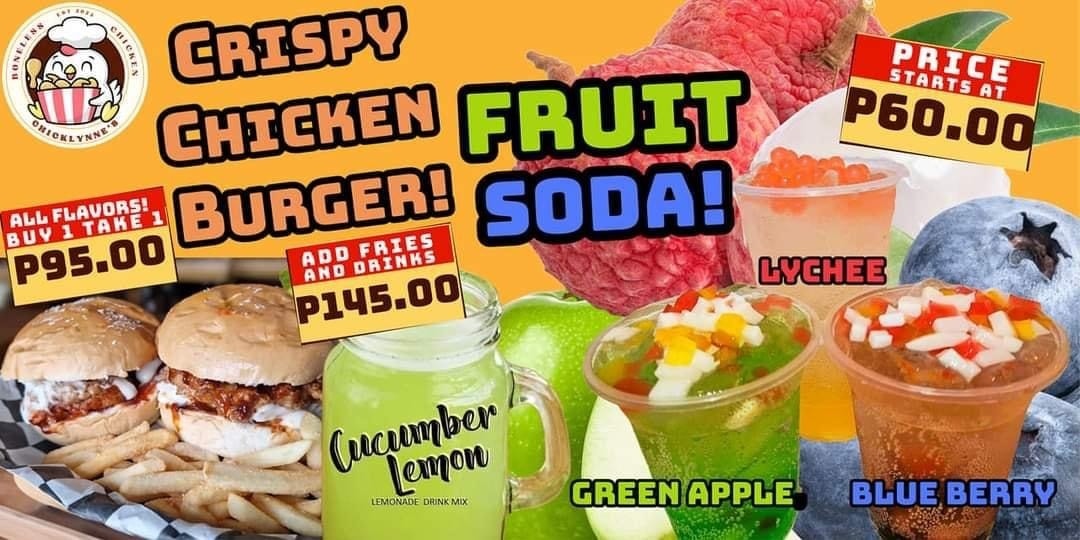 BONELESS CHICKEN
EST 2024
CHICKLYNNE'S
CRISPY
CHICKEN
BURGER!
FRUIT
SODA!
PRICE
STARTS AT
P60.00
ALL FLAVORS!
BUY 1 TAKE 1
P95.00
ADD FRIES
AND DRINKS
P145.00
LYCHEE
Cucumber
Lemon
LEMONADE DRINK MIX
GREEN APPLE
BLUE BERRY